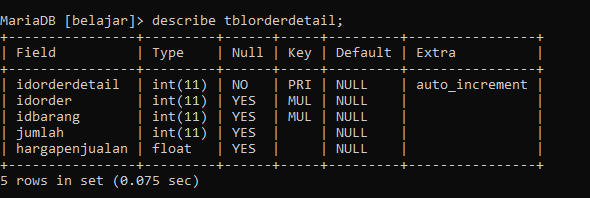 MariaDB [belajar]> describe tblorderdetail;
+---------------+---------+------+-----+---------+----------------+
| Field         | Type    | Null | Key | Default | Extra          |
+---------------+---------+------+-----+---------+----------------+
| idorderdetail | int(11) | NO   | PRI | NULL    | auto_increment |
| idorder       | int(11) | YES  | MUL | NULL    |                |
| idbarang      | int(11) | YES  | MUL | NULL    |                |
| jumlah        | int(11) | YES  |     | NULL    |                |
| hargapenjualan | float   | YES  |     | NULL    |                |
+---------------+---------+------+-----+---------+----------------+
5 rows in set (0.075 sec)